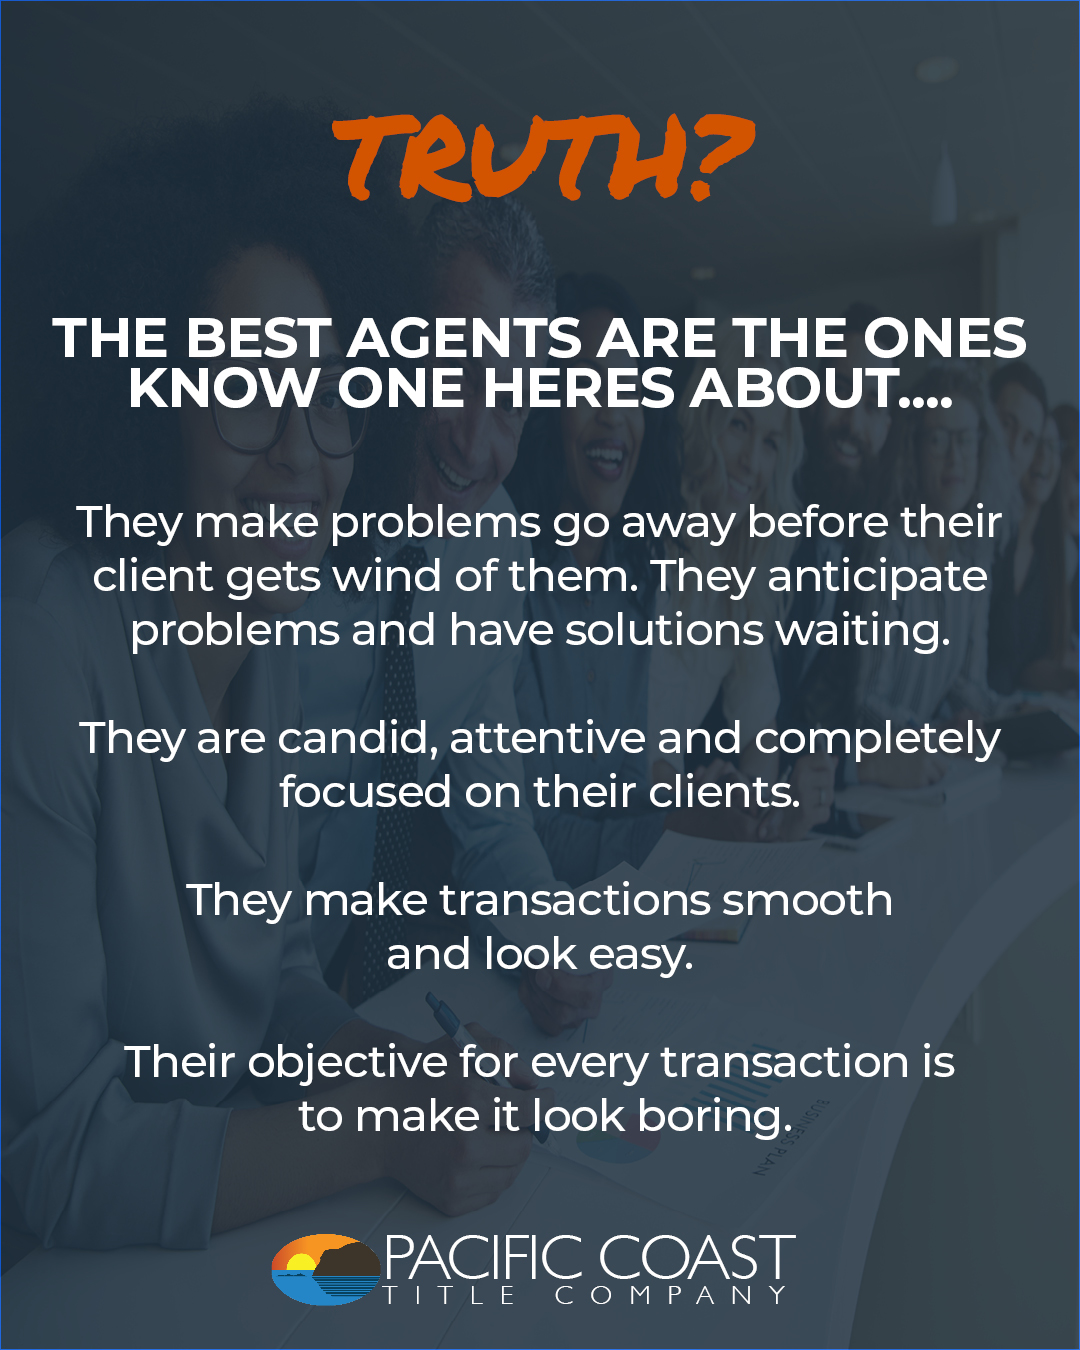 TRUTH?
THE BEST AGENTS ARE THE ONES
KNOW ONE HERES ABOUT....
They make problems go away before their
client gets wind of them. They anticipate
problems and have solutions waiting.
They are candid, attentive and completely
focused on their clients.
They make transactions smooth
and look easy.
Their objective for every transaction is
to make it look boring.
BUSINESS PLAN
PACIFIC COAST
TITLE COMPANY